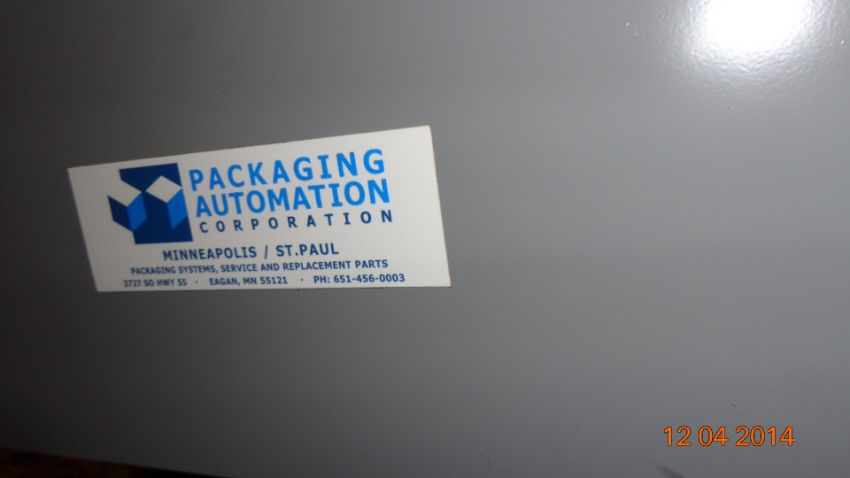 PACKAGING
AUTOMATION
CORPORATION
MINNEAPOLIS / ST.PAUL
PACKAGING SYSTEMS, SERVICE AND REPLACEMENT PARTS
2727 SO HWY 55 · EAGAN, MN 55121 · PH: 651-456-0003
12 04 2014